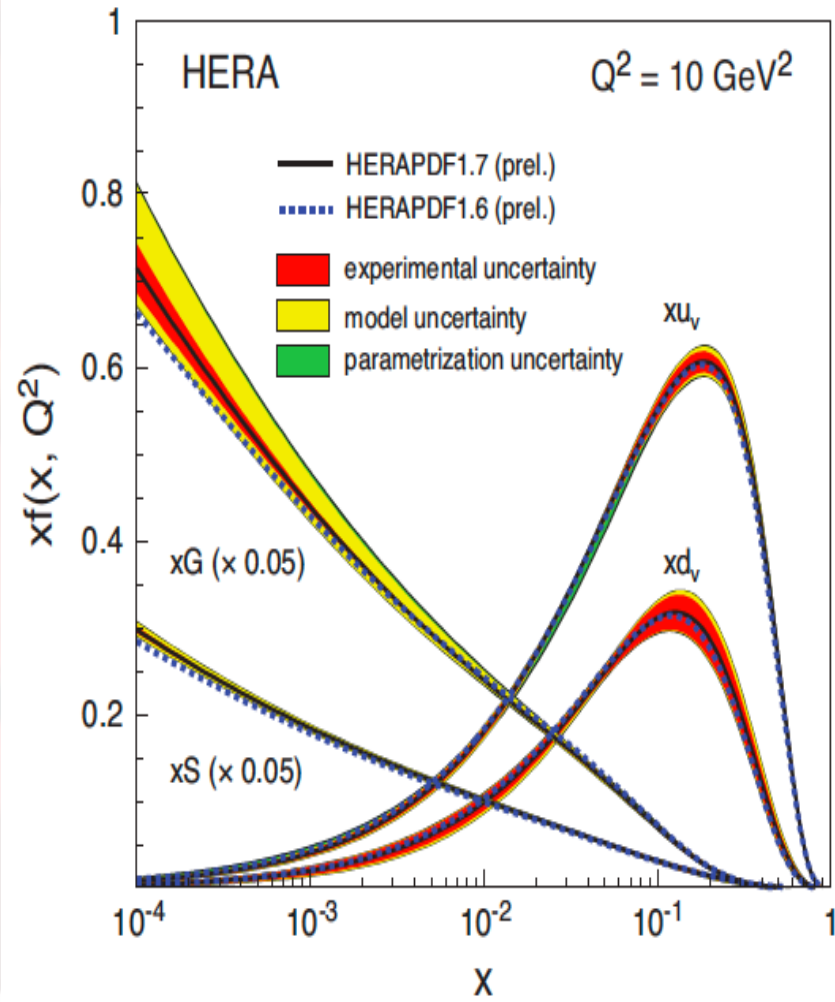 HERA
Q² = 10 GeV²
HERAPDF1.7 (prel.)
HERAPDF1.6 (prel.)
experimental uncertainty
model uncertainty
parametrization uncertainty
xuᵥ
xG (× 0.05)
xdᵥ
xS (× 0.05)
xf(x, Q²)
1
0.8
0.6
0.4
0.2
10⁻⁴ 10⁻³ 10⁻² 10⁻¹ 1
x